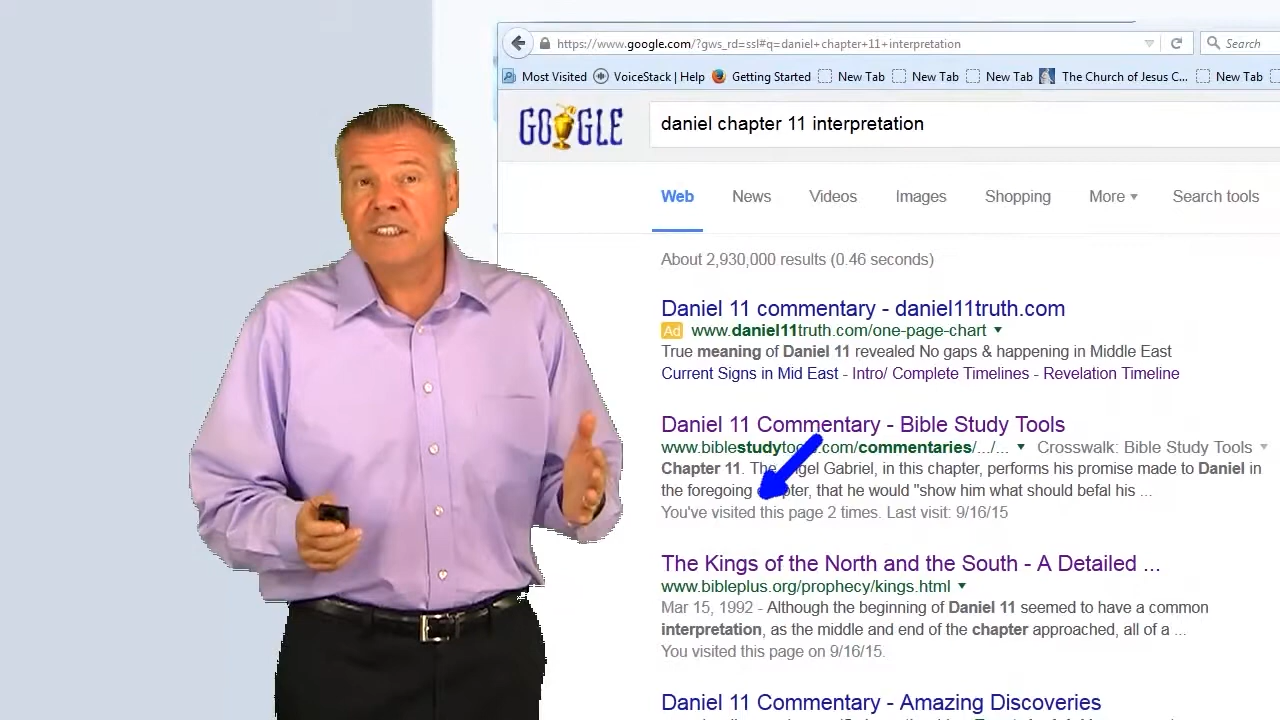 https://www.google.com/?gws_rd=ssl#q=daniel+chapter+11+interpretation
Search
Most Visited VoiceStack | Help Getting Started New Tab New Tab New Tab The Church of Jesus C... New Tab
GOOGLE
daniel chapter 11 interpretation
Web News Videos Images Shopping More Search tools
About 2,930,000 results (0.46 seconds)
Daniel 11 commentary - daniel11truth.com
Ad www.daniel11truth.com/one-page-chart
True meaning of Daniel 11 revealed No gaps & happening in Middle East
Current Signs in Mid East - Intro/ Complete Timelines - Revelation Timeline
Daniel 11 Commentary - Bible Study Tools
www.biblestudytools.com/commentaries/.../... Crosswalk: Bible Study Tools
Chapter 11. The Angel Gabriel, in this chapter, performs his promise made to Daniel in
the foregoing chapter, that he would "show him what should befal his ...
You've visited this page 2 times. Last visit: 9/16/15
The Kings of the North and the South - A Detailed ...
www.bibleplus.org/prophecy/kings.html
Mar 15, 1992 - Although the beginning of Daniel 11 seemed to have a common
interpretation, as the middle and end of the chapter approached, all of a ...
You visited this page on 9/16/15.
Daniel 11 Commentary - Amazing Discoveries